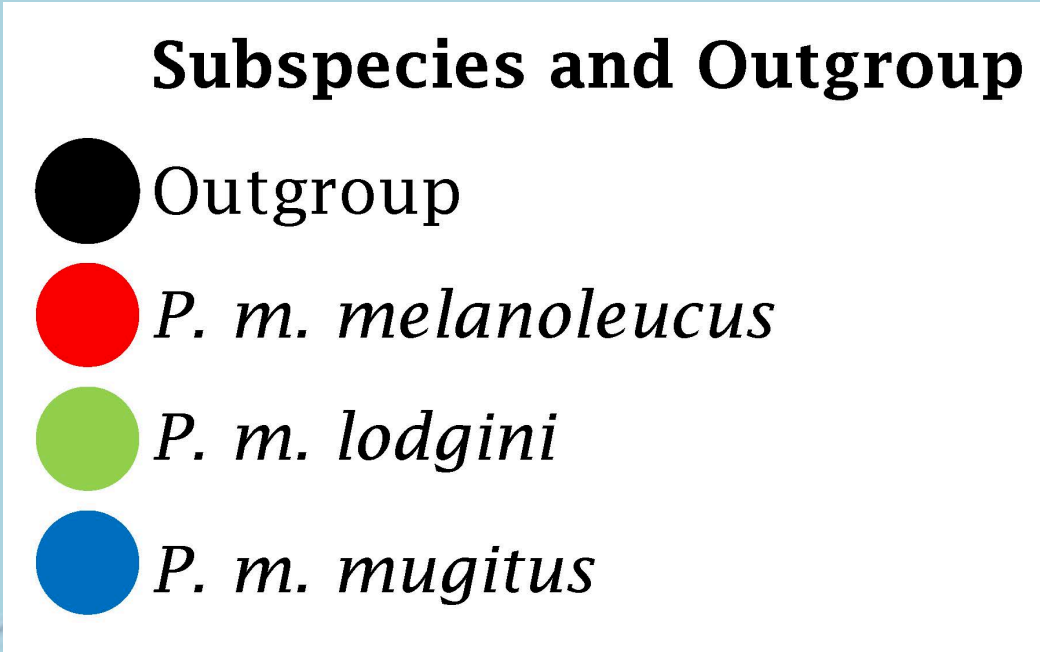 Subspecies and Outgroup
Outgroup
P. m. melanoleucus
P. m. lodgini
P. m. mugitus